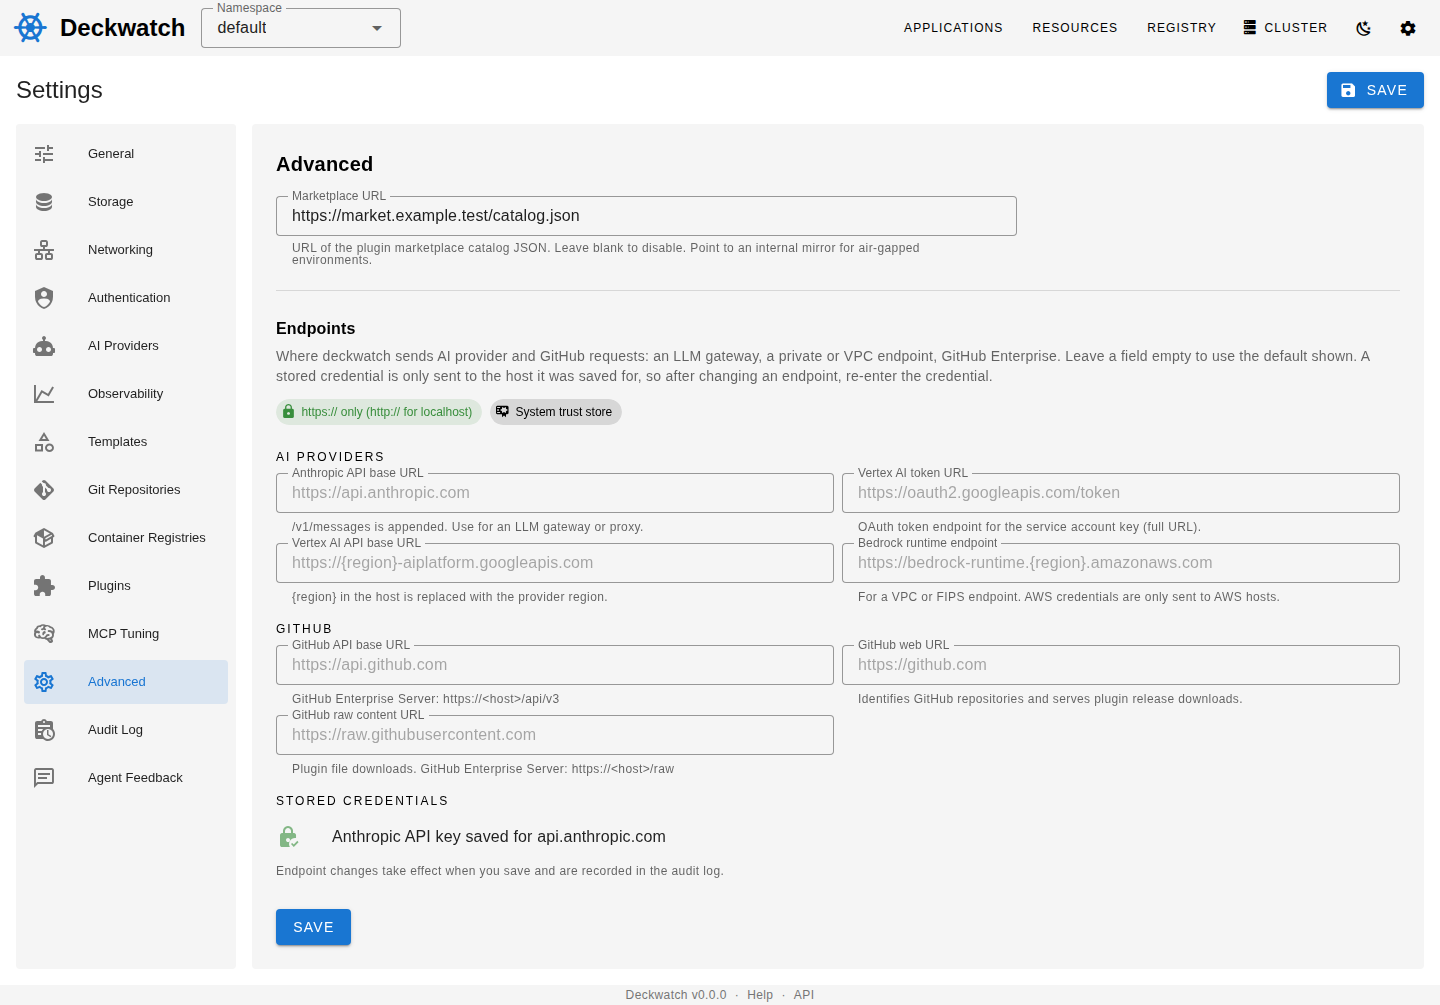 Deckwatch
Namespace
default
APPLICATIONS
RESOURCES
REGISTRY
CLUSTER
Settings
SAVE
General
Storage
Networking
Authentication
AI Providers
Observability
Templates
Git Repositories
Container Registries
Plugins
MCP Tuning
Advanced
Audit Log
Agent Feedback
Advanced
Marketplace URL
https://market.example.test/catalog.json
URL of the plugin marketplace catalog JSON. Leave blank to disable. Point to an internal mirror for air-gapped
environments.
Endpoints
Where deckwatch sends AI provider and GitHub requests: an LLM gateway, a private or VPC endpoint, GitHub Enterprise. Leave a field empty to use the default shown. A
stored credential is only sent to the host it was saved for, so after changing an endpoint, re-enter the credential.
https:// only (http:// for localhost)
System trust store
AI PROVIDERS
Anthropic API base URL
https://api.anthropic.com
/v1/messages is appended. Use for an LLM gateway or proxy.
Vertex AI token URL
https://oauth2.googleapis.com/token
OAuth token endpoint for the service account key (full URL).
Vertex AI API base URL
https://{region}-aiplatform.googleapis.com
{region} in the host is replaced with the provider region.
Bedrock runtime endpoint
https://bedrock-runtime.{region}.amazonaws.com
For a VPC or FIPS endpoint. AWS credentials are only sent to AWS hosts.
GITHUB
GitHub API base URL
https://api.github.com
GitHub Enterprise Server: https://<host>/api/v3
GitHub web URL
https://github.com
Identifies GitHub repositories and serves plugin release downloads.
GitHub raw content URL
https://raw.githubusercontent.com
Plugin file downloads. GitHub Enterprise Server: https://<host>/raw
STORED CREDENTIALS
Anthropic API key saved for api.anthropic.com
Endpoint changes take effect when you save and are recorded in the audit log.
SAVE
Deckwatch v0.0.0 · Help · API